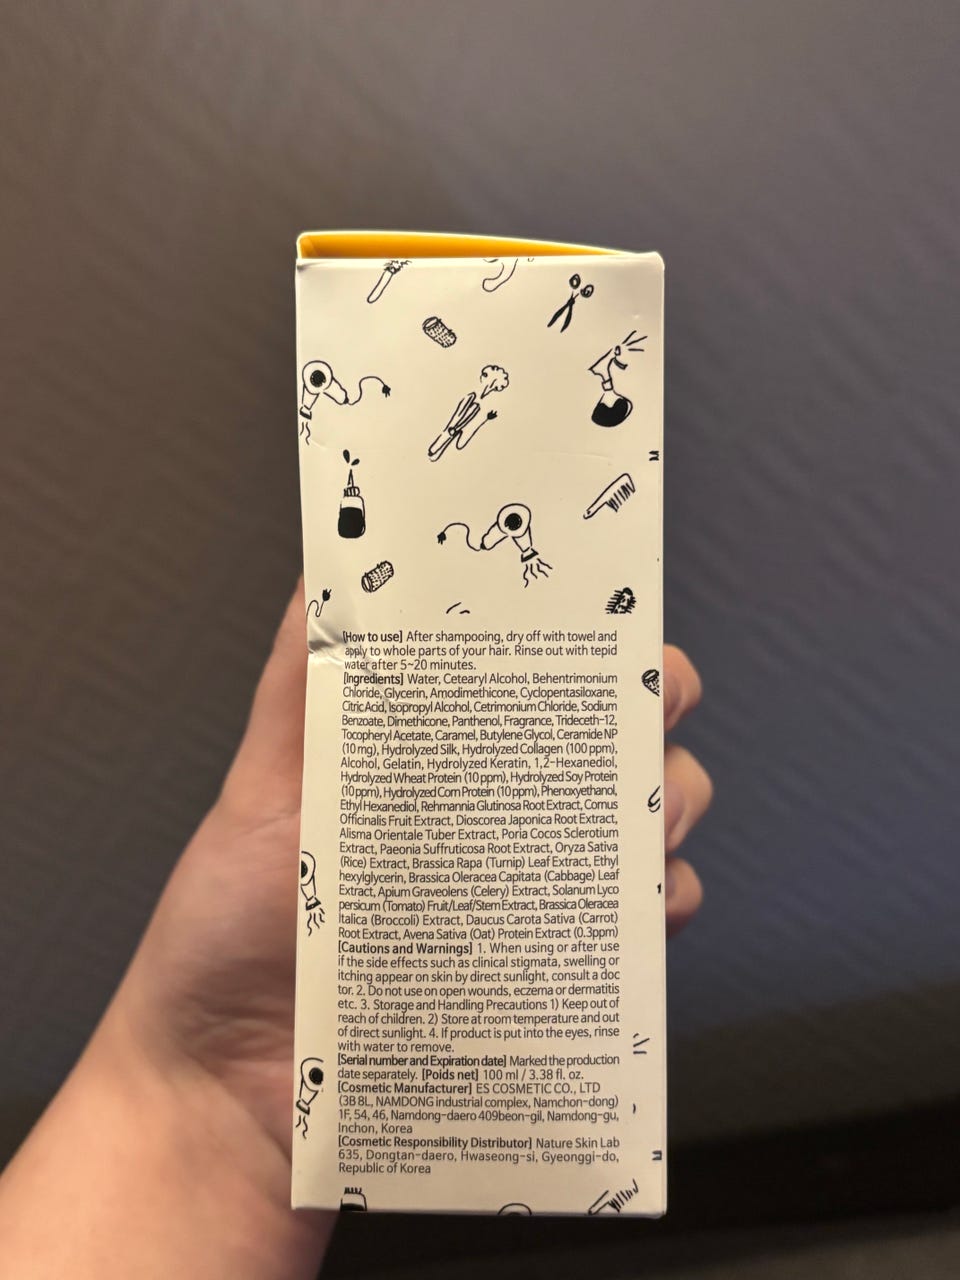 [How to use] After shampooing, dry off with towel and
apply to whole parts of your hair. Rinse out with tepid
water after 5~20 minutes.
[Ingredients] Water, Cetearyl Alcohol, Behentrimonium
Chloride, Glycerin, Amodimethicone, Cyclopentasiloxane,
Citric Acid, Isopropyl Alcohol, Cetrimonium Chloride, Sodium
Benzoate, Dimethicone, Panthenol, Fragrance, Trideceth-12,
Tocopheryl Acetate, Caramel, Butylene Glycol, Ceramide NP
(10 mg), Hydrolyzed Silk, Hydrolyzed Collagen (100 ppm),
Alcohol, Gelatin, Hydrolyzed Keratin, 1,2-Hexanediol,
Hydrolyzed Wheat Protein (10 ppm), Hydrolyzed Soy Protein
(10 ppm), Hydrolyzed Corn Protein (10 ppm), Phenoxyethanol,
Ethyl Hexanediol, Rehmannia Glutinosa Root Extract, Cornus
Officinalis Fruit Extract, Dioscorea Japonica Root Extract,
Alisma Orientale Tuber Extract, Poria Cocos Sclerotium
Extract, Paeonia Suffruticosa Root Extract, Oryza Sativa
(Rice) Extract, Brassica Rapa (Turnip) Leaf Extract, Ethyl
hexylglycerin, Brassica Oleracea Capitata (Cabbage) Leaf
Extract, Apium Graveolens (Celery) Extract, Solanum Lyco
persicum (Tomato) Fruit/Leaf/Stem Extract, Brassica Oleracea
Italica (Broccoli) Extract, Daucus Carota Sativa (Carrot)
Root Extract, Avena Sativa (Oat) Protein Extract (0.3ppm)
[Cautions and Warnings] 1. When using or after use
if the side effects such as clinical stigmata, swelling or
itching appear on skin by direct sunlight, consult a doc
tor. 2. Do not use on open wounds, eczema or dermatitis
etc. 3. Storage and Handling Precautions 1) Keep out of
reach of children. 2) Store at room temperature and out
of direct sunlight. 4. If product is put into the eyes, rinse
with water to remove.
[Serial number and Expiration date] Marked the production
date separately. [Poids net] 100 ml / 3.38 fl. oz.
[Cosmetic Manufacturer] ES COSMETIC CO., LTD
(3B 8L, NAMDONG industrial complex, Namchon-dong)
1F, 54, 46, Namdong-daero 409beon-gil, Namdong-gu,
Inchon, Korea
[Cosmetic Responsibility Distributor] Nature Skin Lab
635, Dongtan-daero, Hwaseong-si, Gyeonggi-do,
Republic of Korea